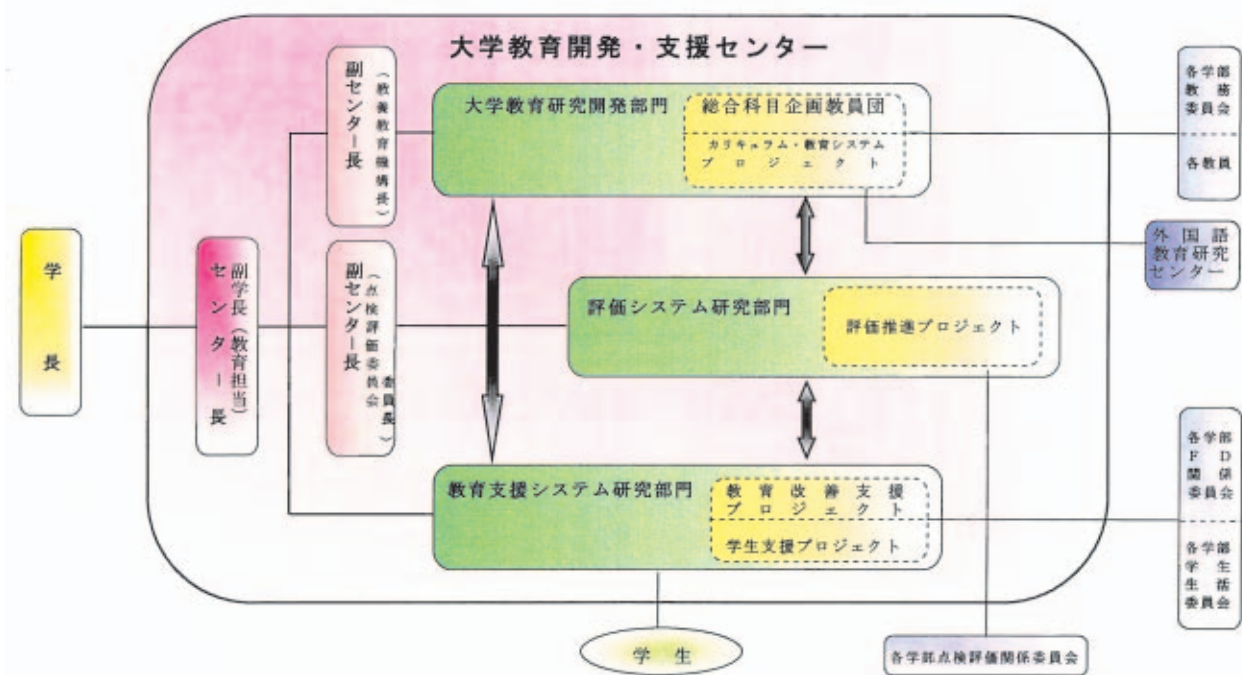 大学教育開発・支援センター
学長
センター長
副学長(教育担当)
副センター長
(教養教育機構長)
副センター長
(点検評価委員会委員長)
大学教育研究開発部門
総合科目企画教員団
カリキュラム・教育システム
プロジェクト
評価システム研究部門
評価推進プロジェクト
教育支援システム研究部門
教育改善支援
プロジェクト
学生支援プロジェクト
各学部
教務
委員会
各教員
外国語
教育研究
センター
各学部
FD
関係
委員会
各学部
学生
生活
委員会
学生
各学部点検評価関係委員会